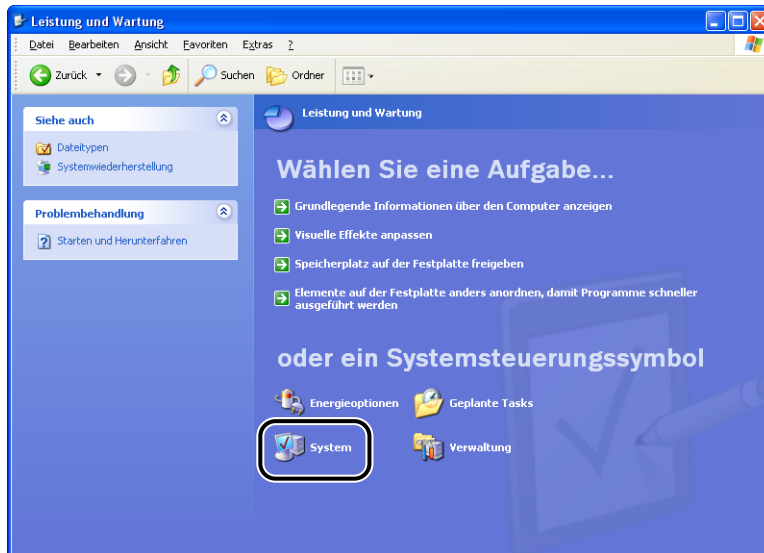 Leistung und Wartung
Datei Bearbeiten Ansicht Favoriten Extras ?
Zurück Suchen Ordner
Siehe auch
Dateitypen
Systemwiederherstellung
Problembehandlung
Starten und Herunterfahren
Leistung und Wartung
Wählen Sie eine Aufgabe...
Grundlegende Informationen über den Computer anzeigen
Visuelle Effekte anpassen
Speicherplatz auf der Festplatte freigeben
Elemente auf der Festplatte anders anordnen, damit Programme schneller
ausgeführt werden
oder ein Systemsteuerungssymbol
Energieoptionen Geplante Tasks
System Verwaltung